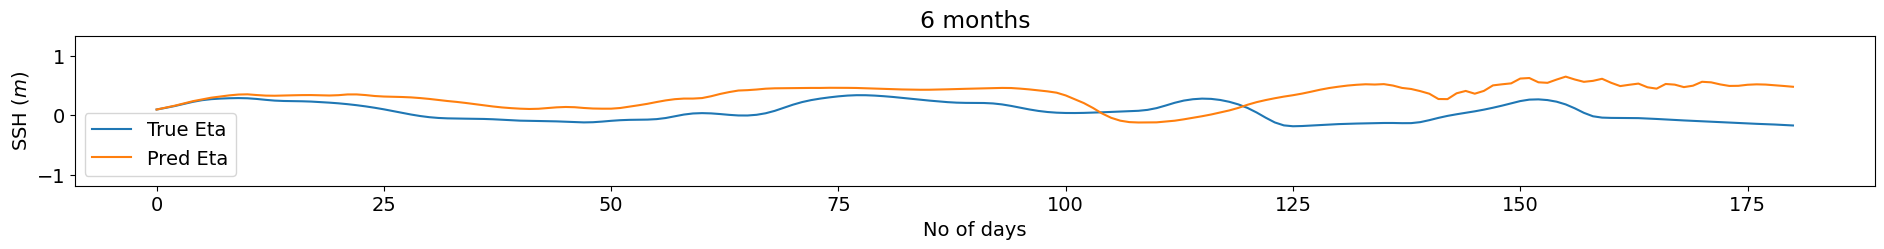 6 months
SSH (m)
1
0
−1
True Eta
Pred Eta
0 25 50 75 100 125 150 175
No of days